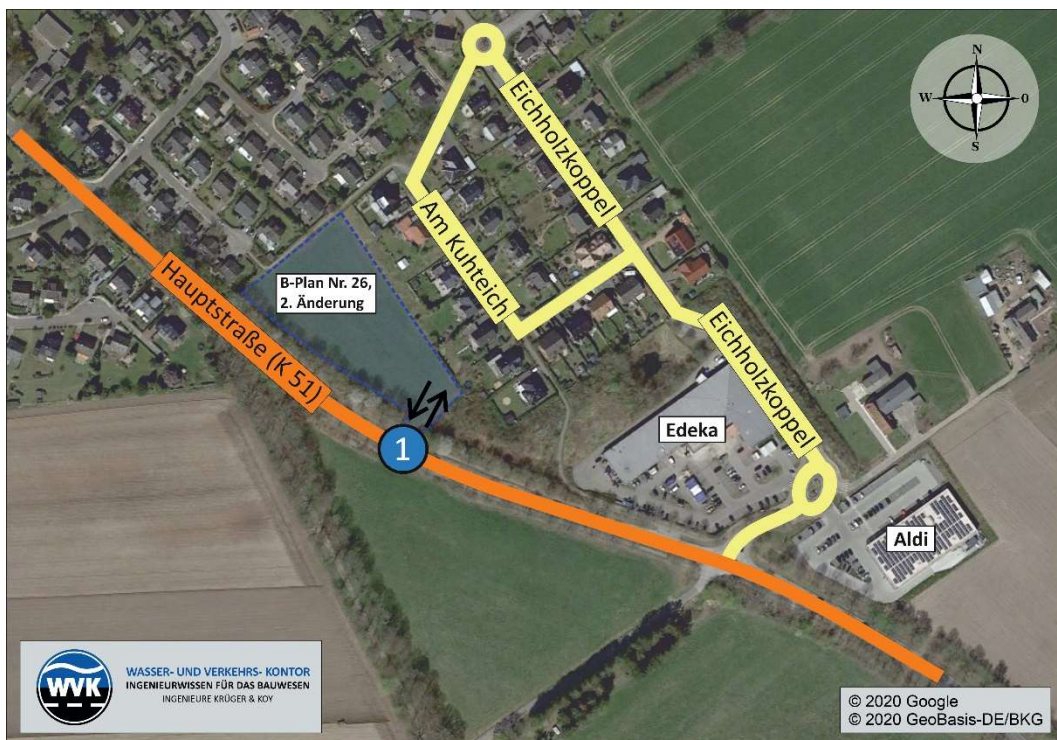 Eichholzkoppel
N
W
O
S
Am Kuhteich
B-Plan Nr. 26,
2. Änderung
Hauptstraße (K 51)
Eichholzkoppel
Edeka
1
Aldi
WVK
WASSER- UND VERKEHRS- KONTOR
INGENIEURWISSEN FÜR DAS BAUWESEN
INGENIEURE KRÜGER & KOY
© 2020 Google
© 2020 GeoBasis-DE/BKG